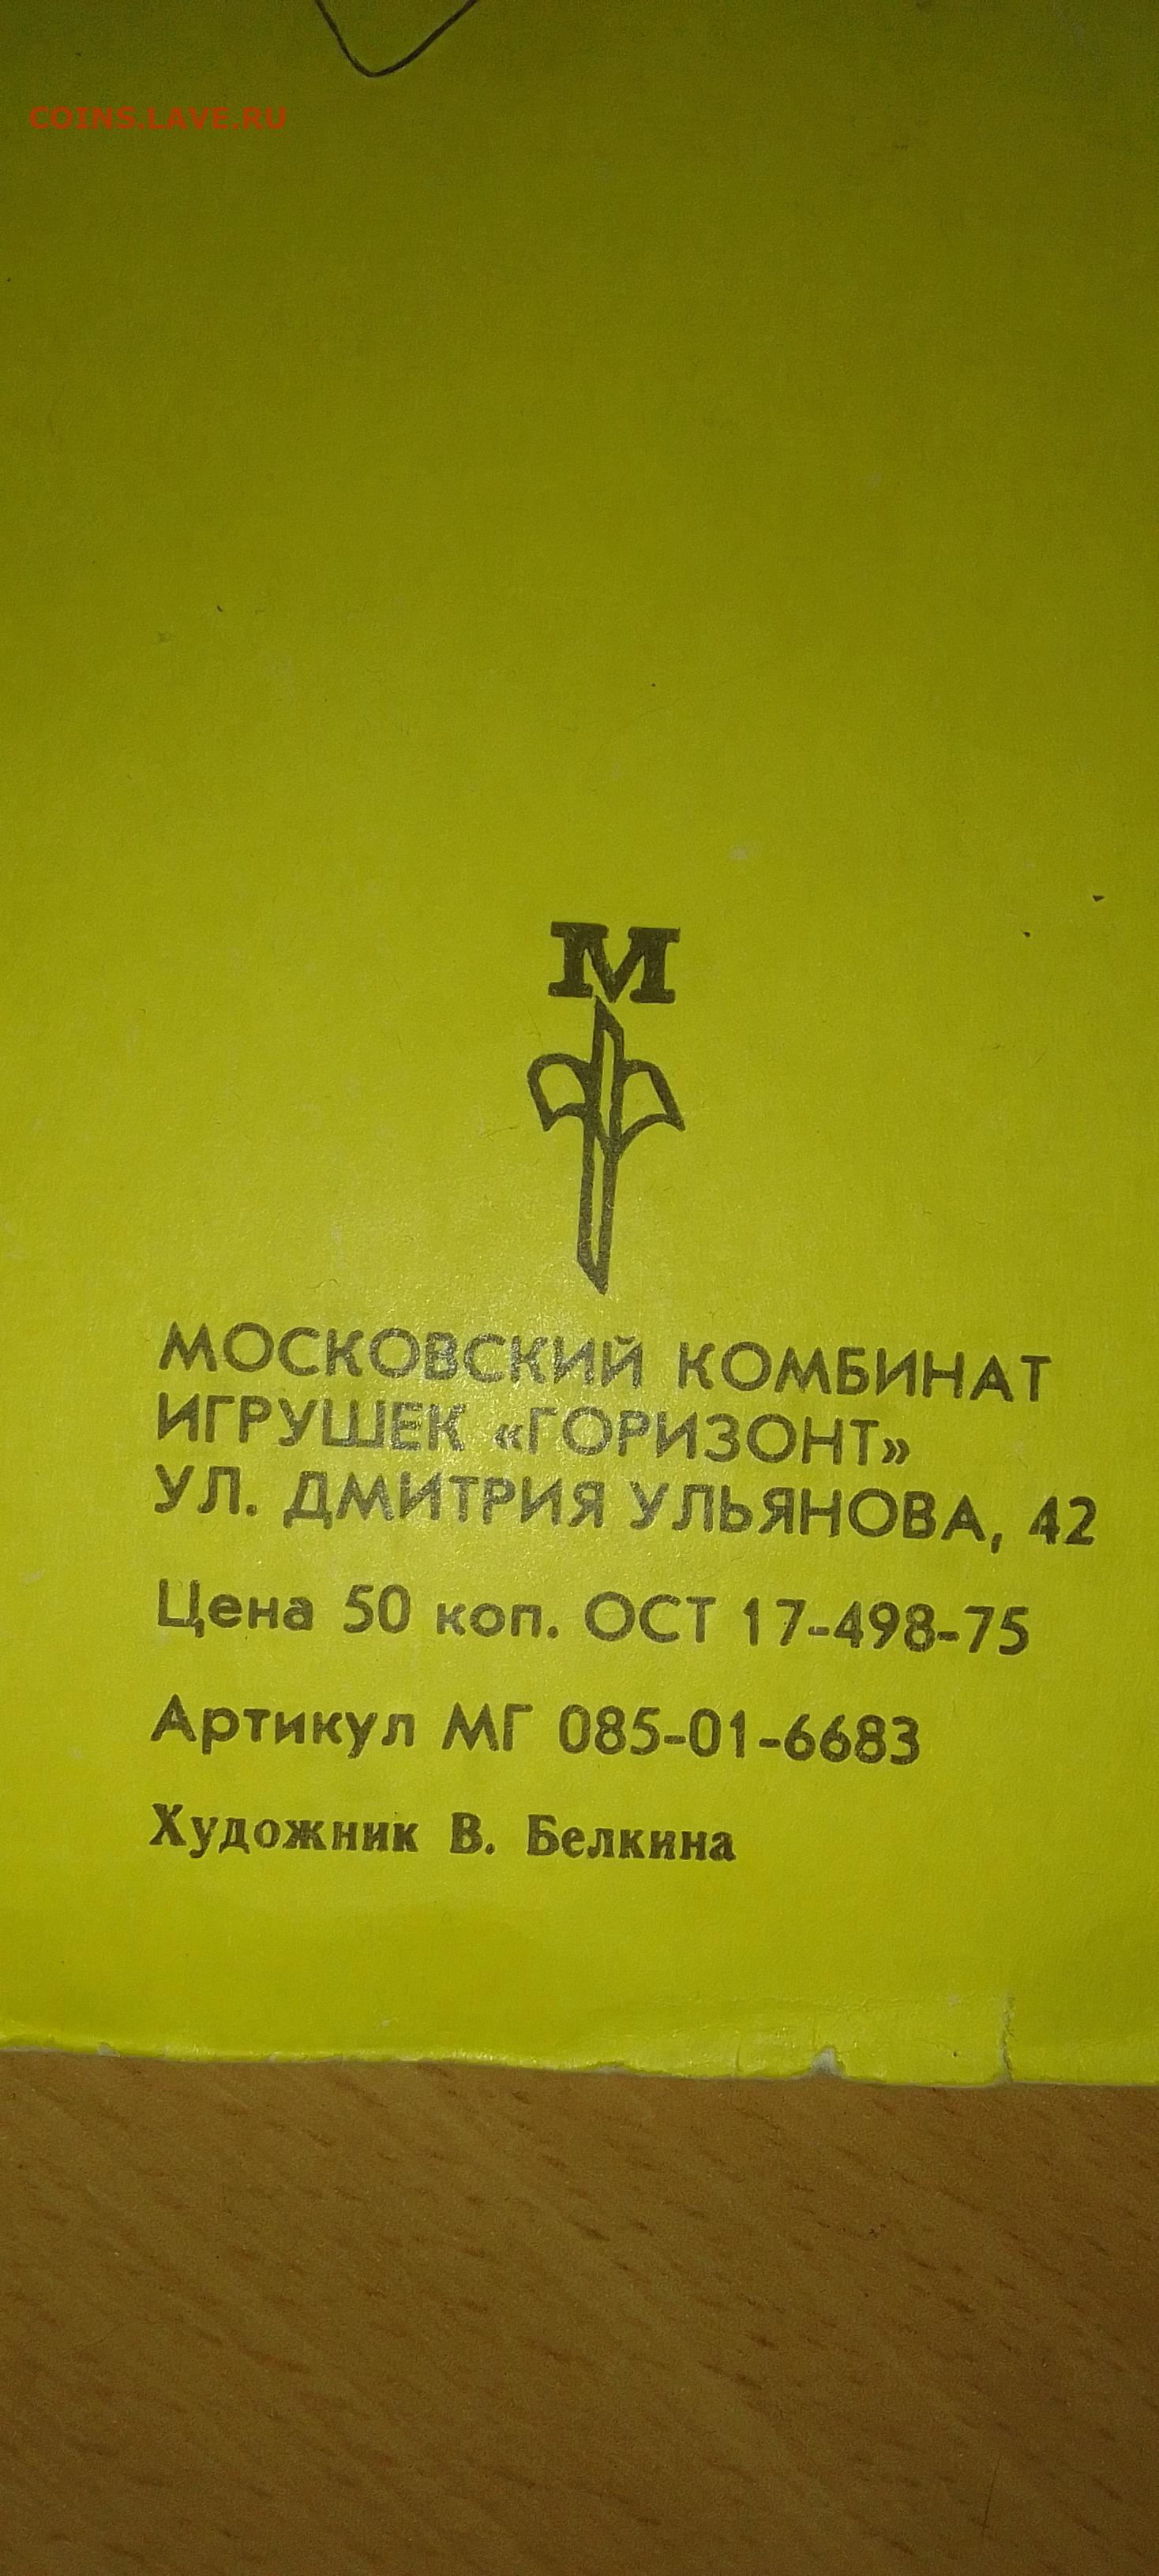 COINS.LAVE.RU
М
МОСКОВСКИЙ КОМБИНАТ
ИГРУШЕК «ГОРИЗОНТ»
УЛ. ДМИТРИЯ УЛЬЯНОВА, 42
Цена 50 коп. ОСТ 17-498-75
Артикул МГ 085-01-6683
Художник В. Белкина